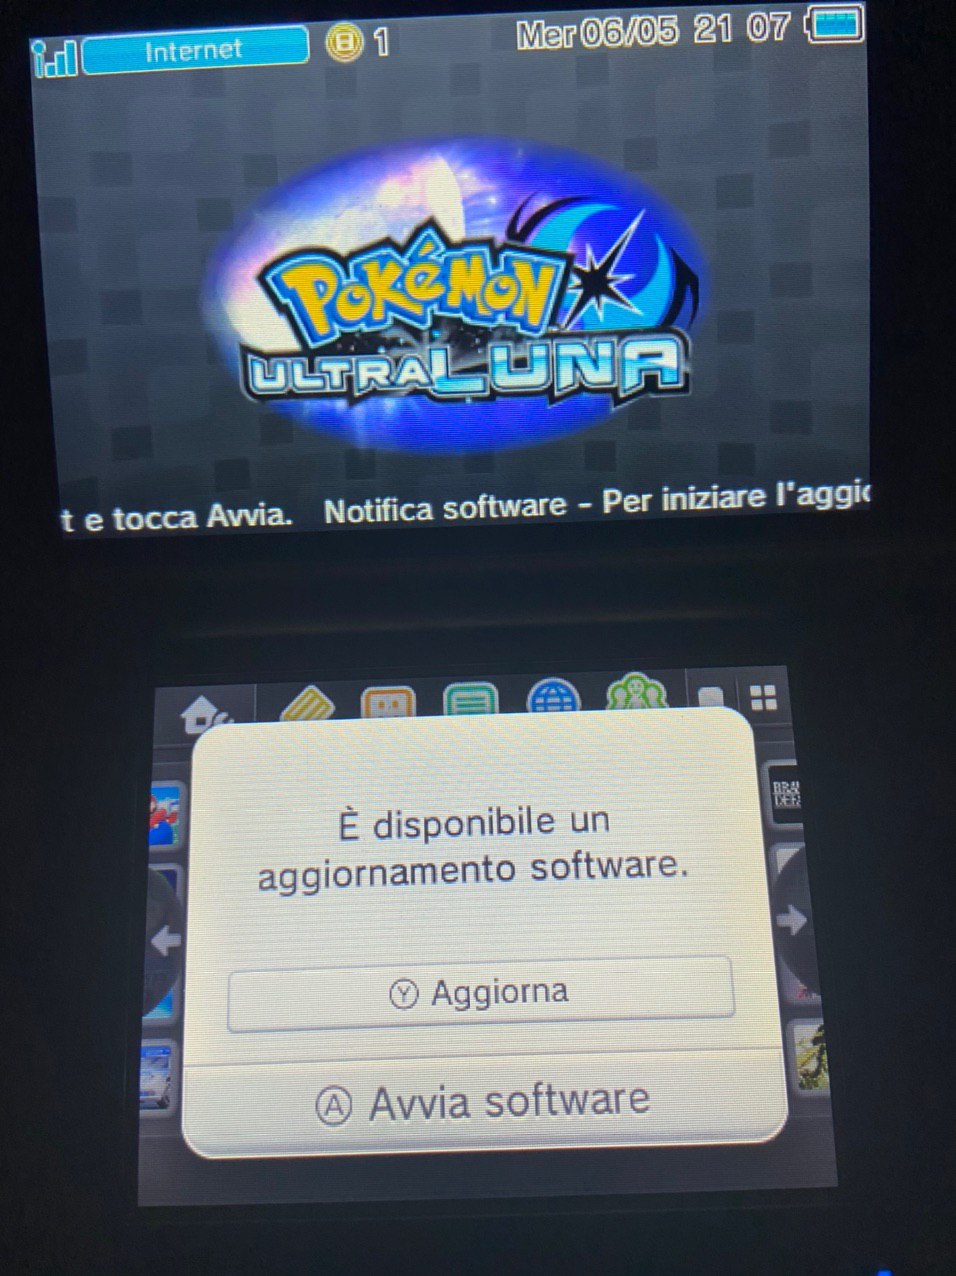 Internet 1 Mer 06/05 21 07
POKéMON
ULTRALUNA
t e tocca Avvia. Notifica software – Per iniziare l'aggic
È disponibile un
aggiornamento software.
Y Aggiorna
A Avvia software